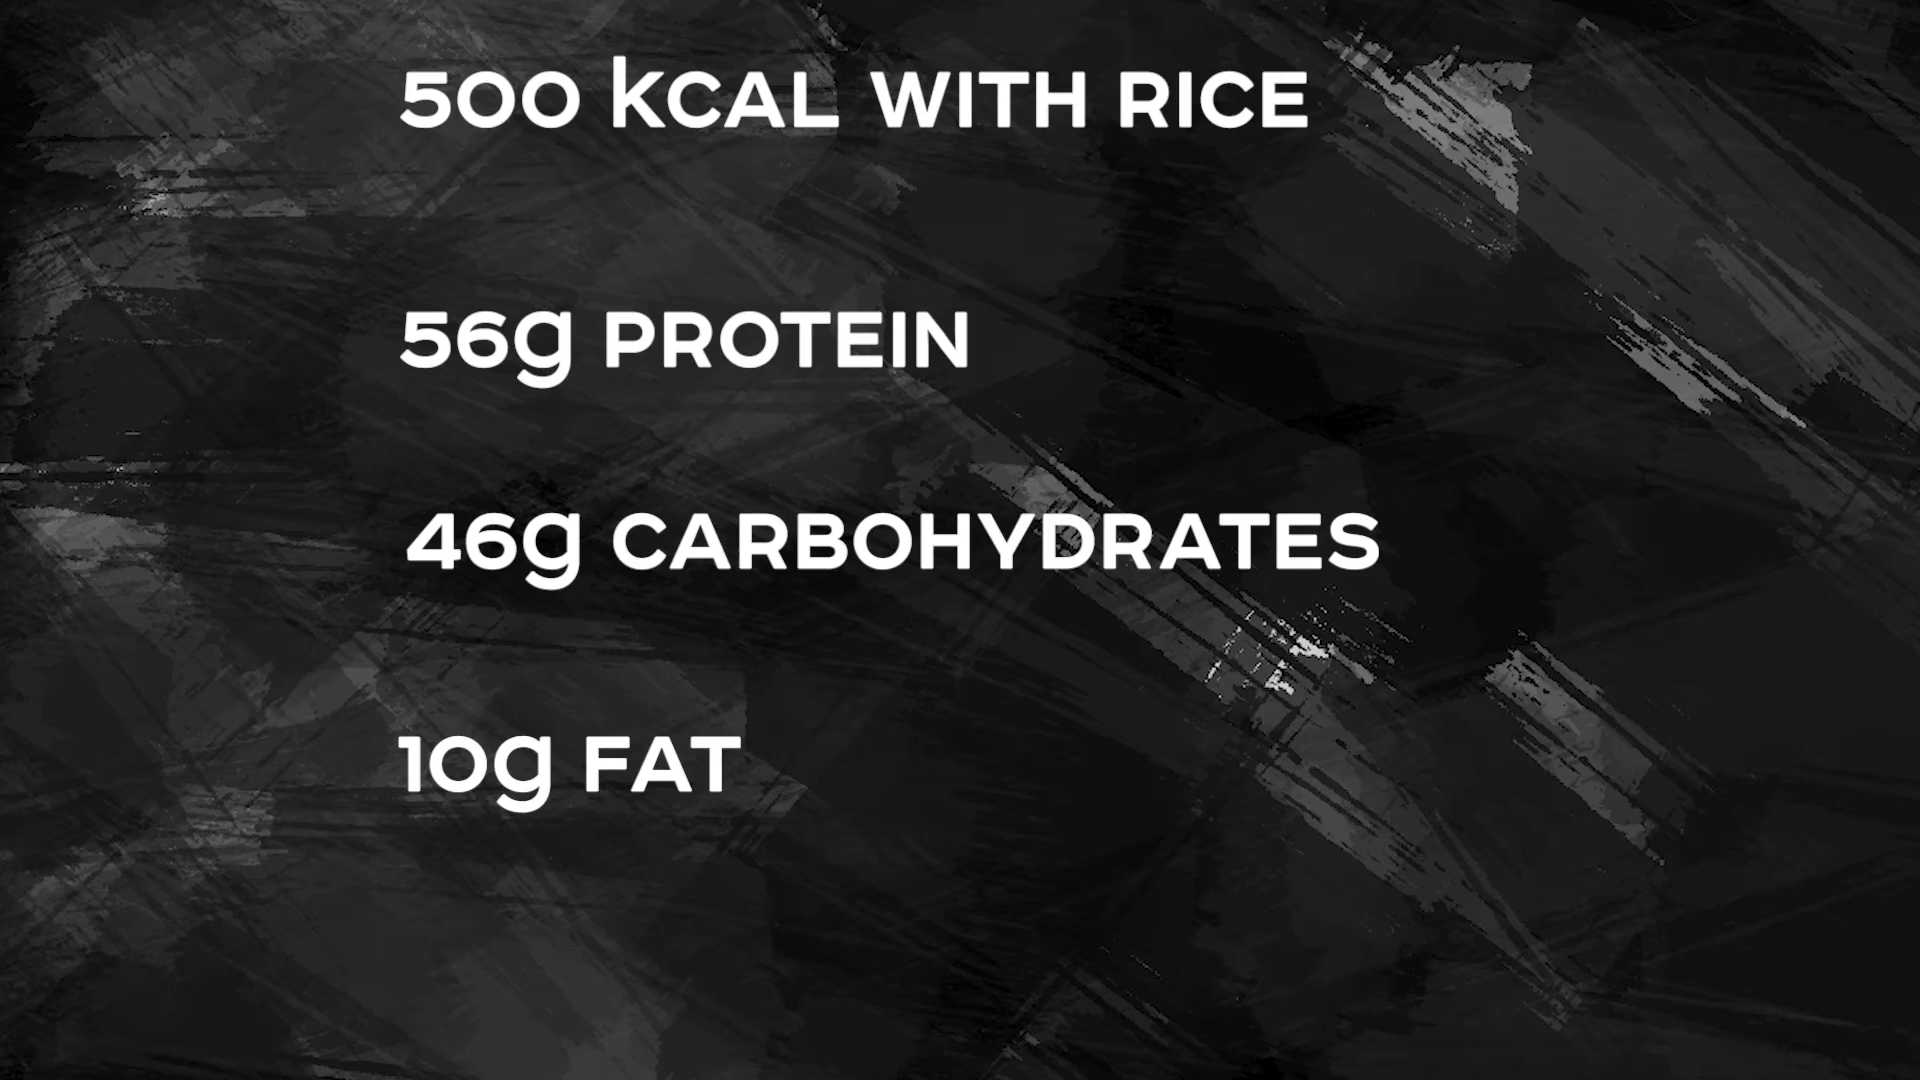 500 kCAL WITH RICE
56g PROTEIN
46g CARBOHYDRATES
10g FAT